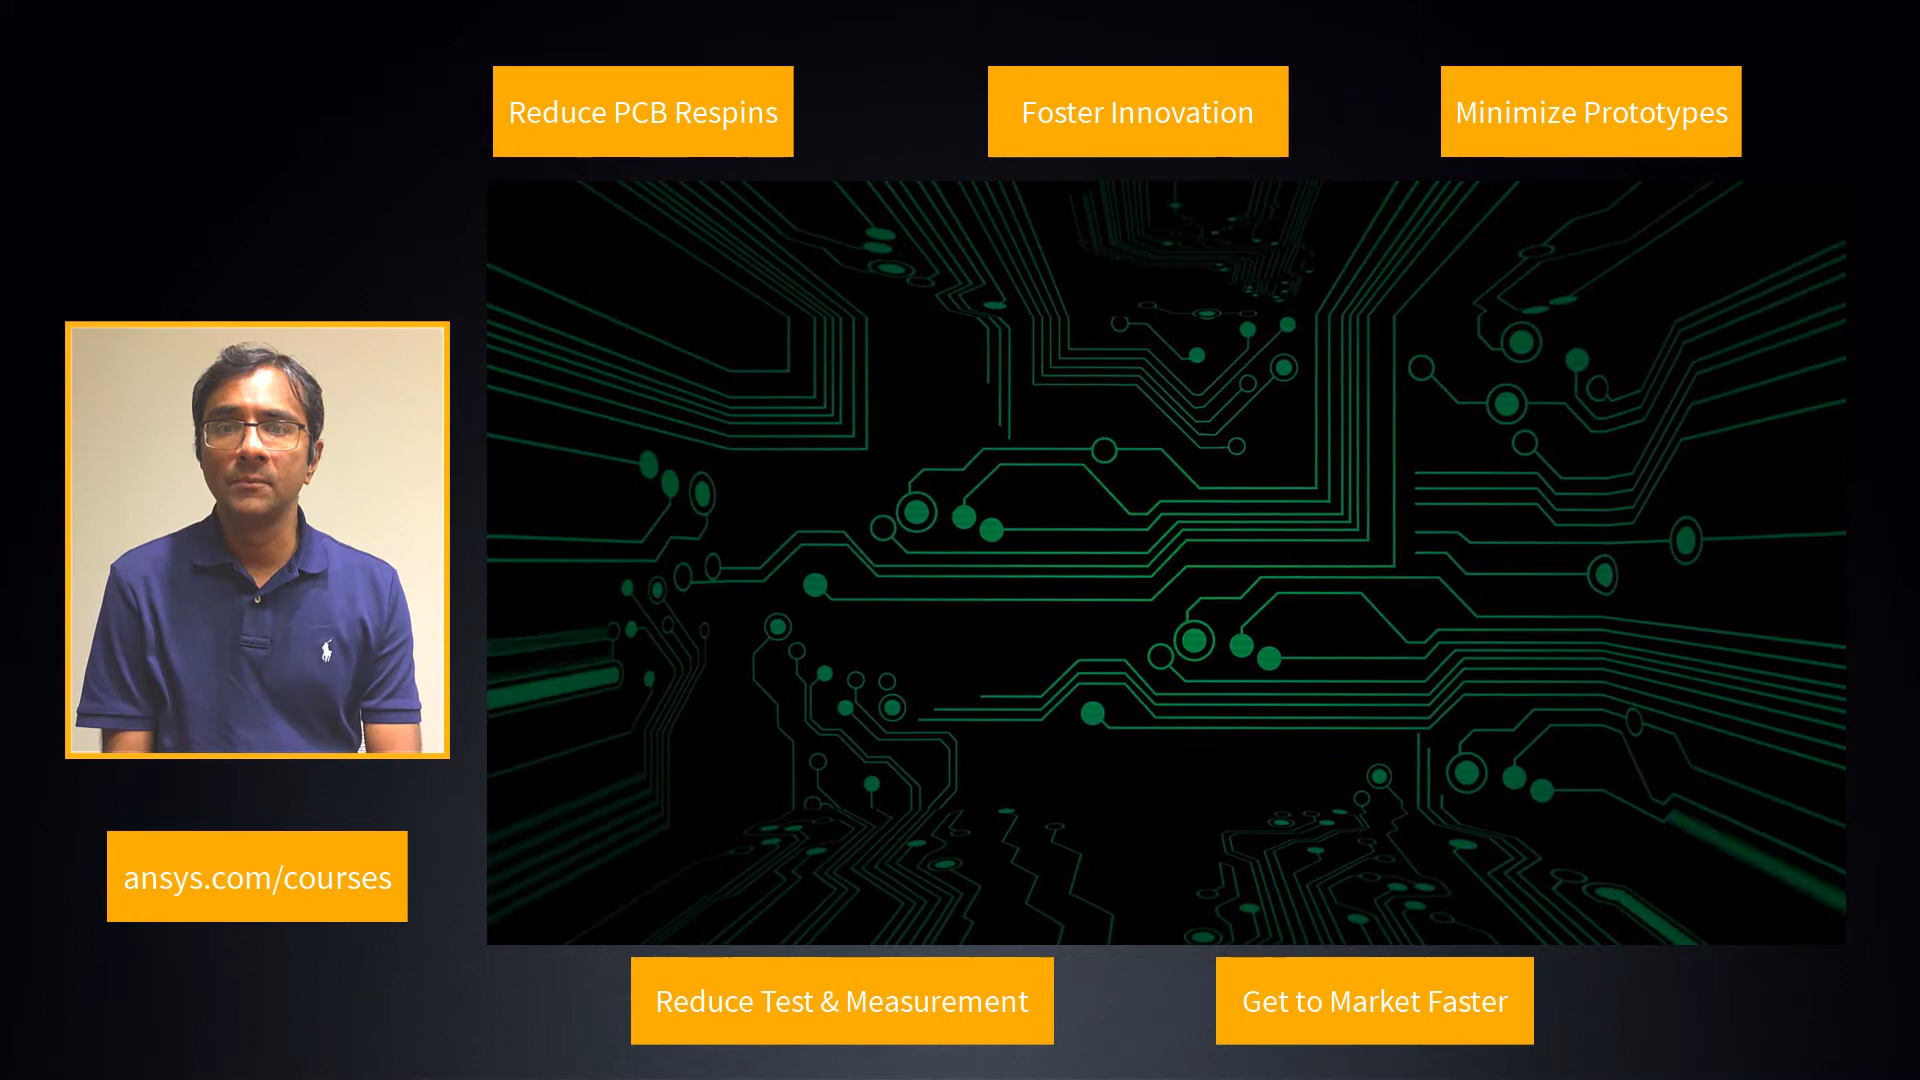 Reduce PCB Respins
Foster Innovation
Minimize Prototypes
ansys.com/courses
Reduce Test & Measurement
Get to Market Faster